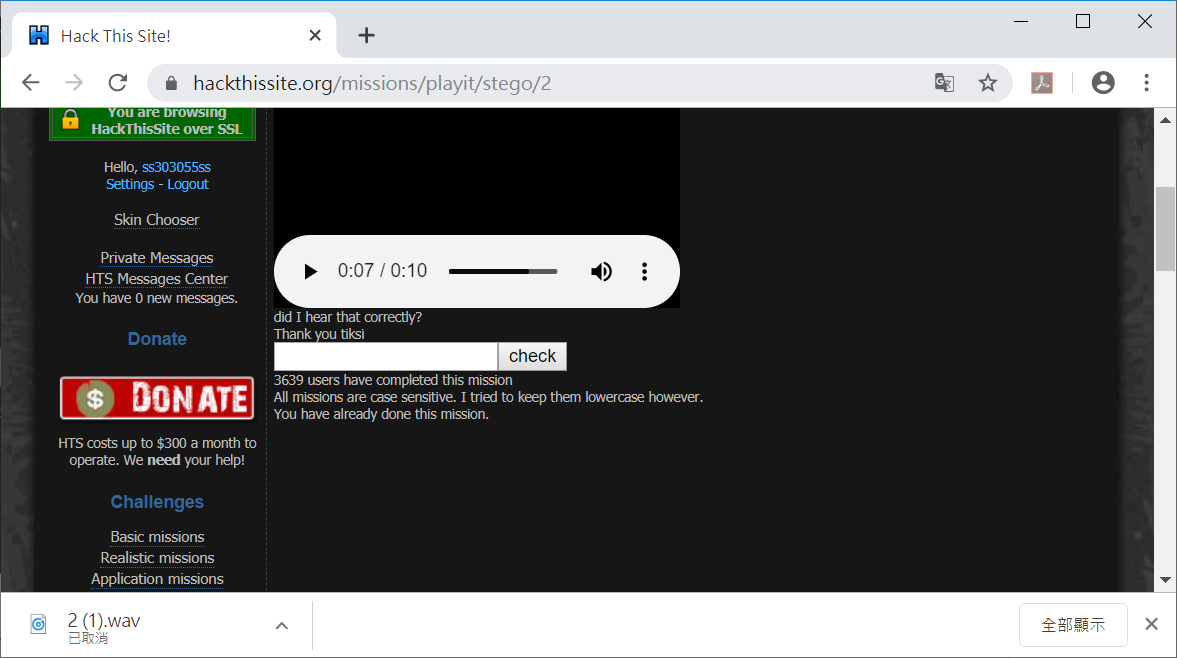 Hack This Site!
hackthissite.org/missions/playit/stego/2
You are browsing
HackThisSite over SSL
Hello, ss303055ss
Settings - Logout
Skin Chooser
Private Messages
HTS Messages Center
You have 0 new messages.
Donate
$ DONATE
HTS costs up to $300 a month to
operate. We need your help!
Challenges
Basic missions
Realistic missions
Application missions
0:07 / 0:10
did I hear that correctly?
Thank you tiksi
check
3639 users have completed this mission
All missions are case sensitive. I tried to keep them lowercase however.
You have already done this mission.
2 (1).wav
已取消
全部顯示